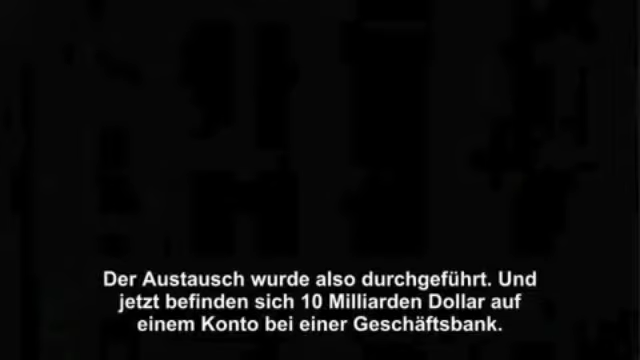 Der Austausch wurde also durchgeführt. Und
jetzt befinden sich 10 Milliarden Dollar auf
einem Konto bei einer Geschäftsbank.